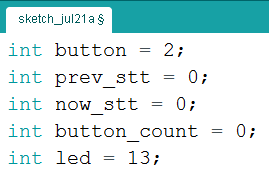 sketch_jul21a §
int button = 2;
int prev_stt = 0;
int now_stt = 0;
int button_count = 0;
int led = 13;